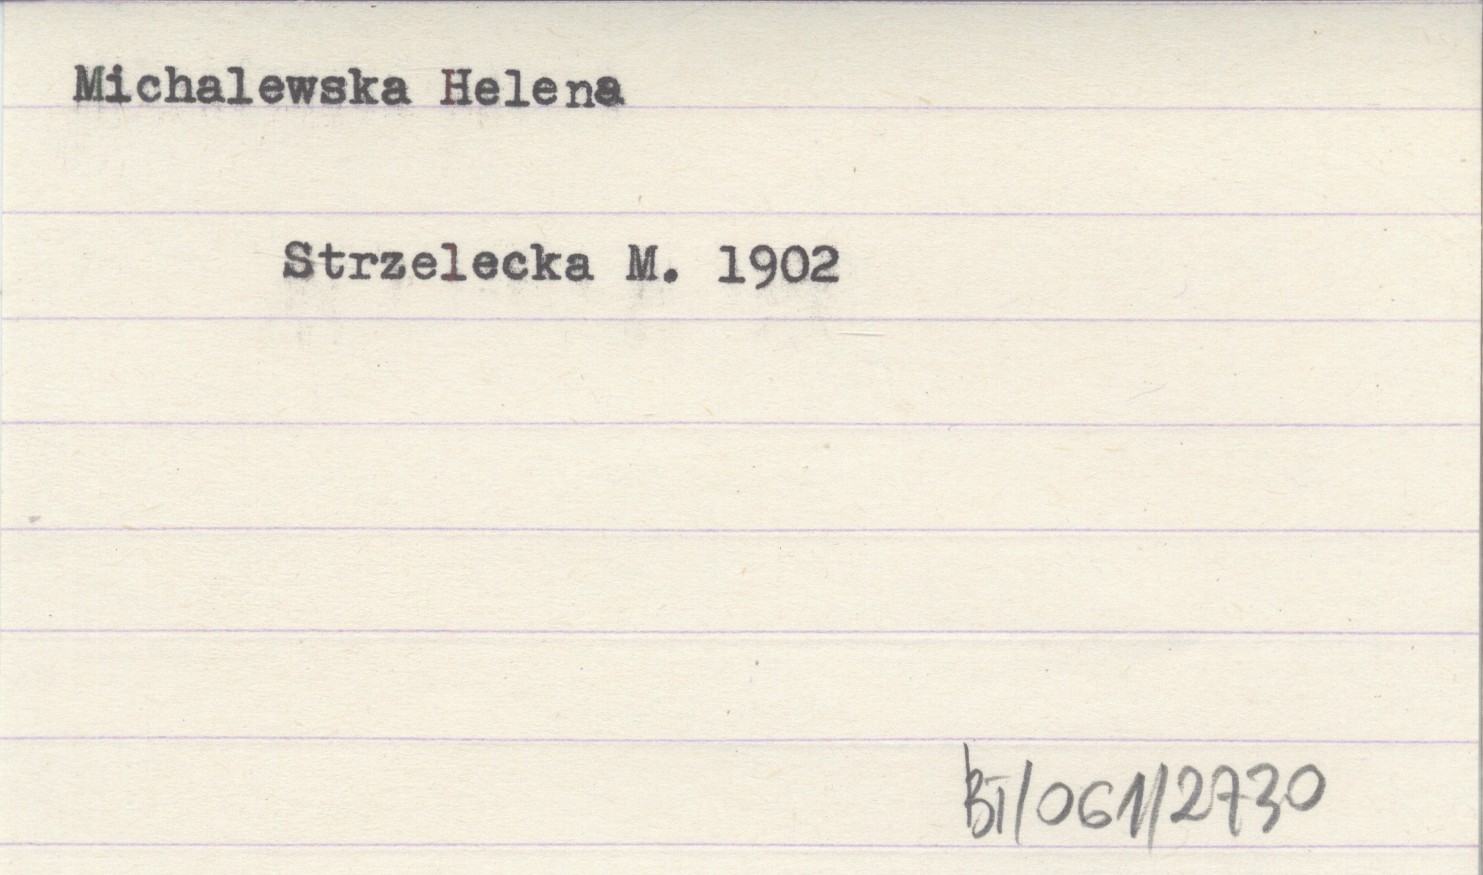 Michalewska Helena
Strzelecka M. 1902
BI/061/2730